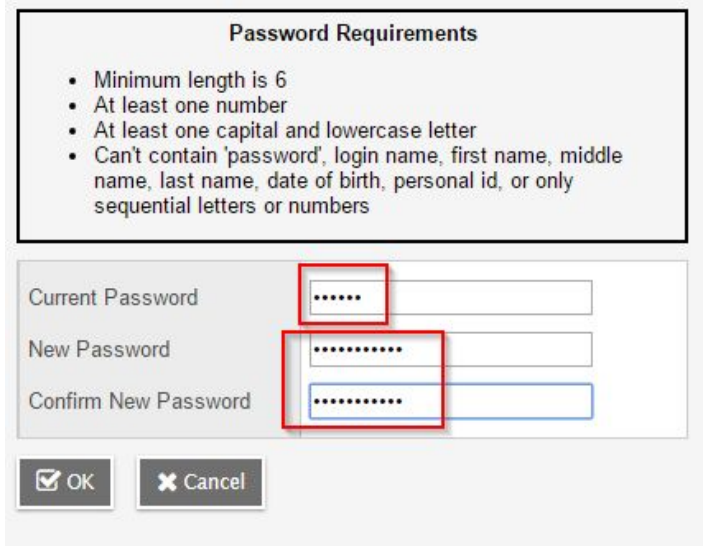 Password Requirements
• Minimum length is 6
• At least one number
• At least one capital and lowercase letter
• Can't contain 'password', login name, first name, middle
name, last name, date of birth, personal id, or only
sequential letters or numbers
Current Password ••••••
New Password •••••••••••
Confirm New Password •••••••••••
OK Cancel